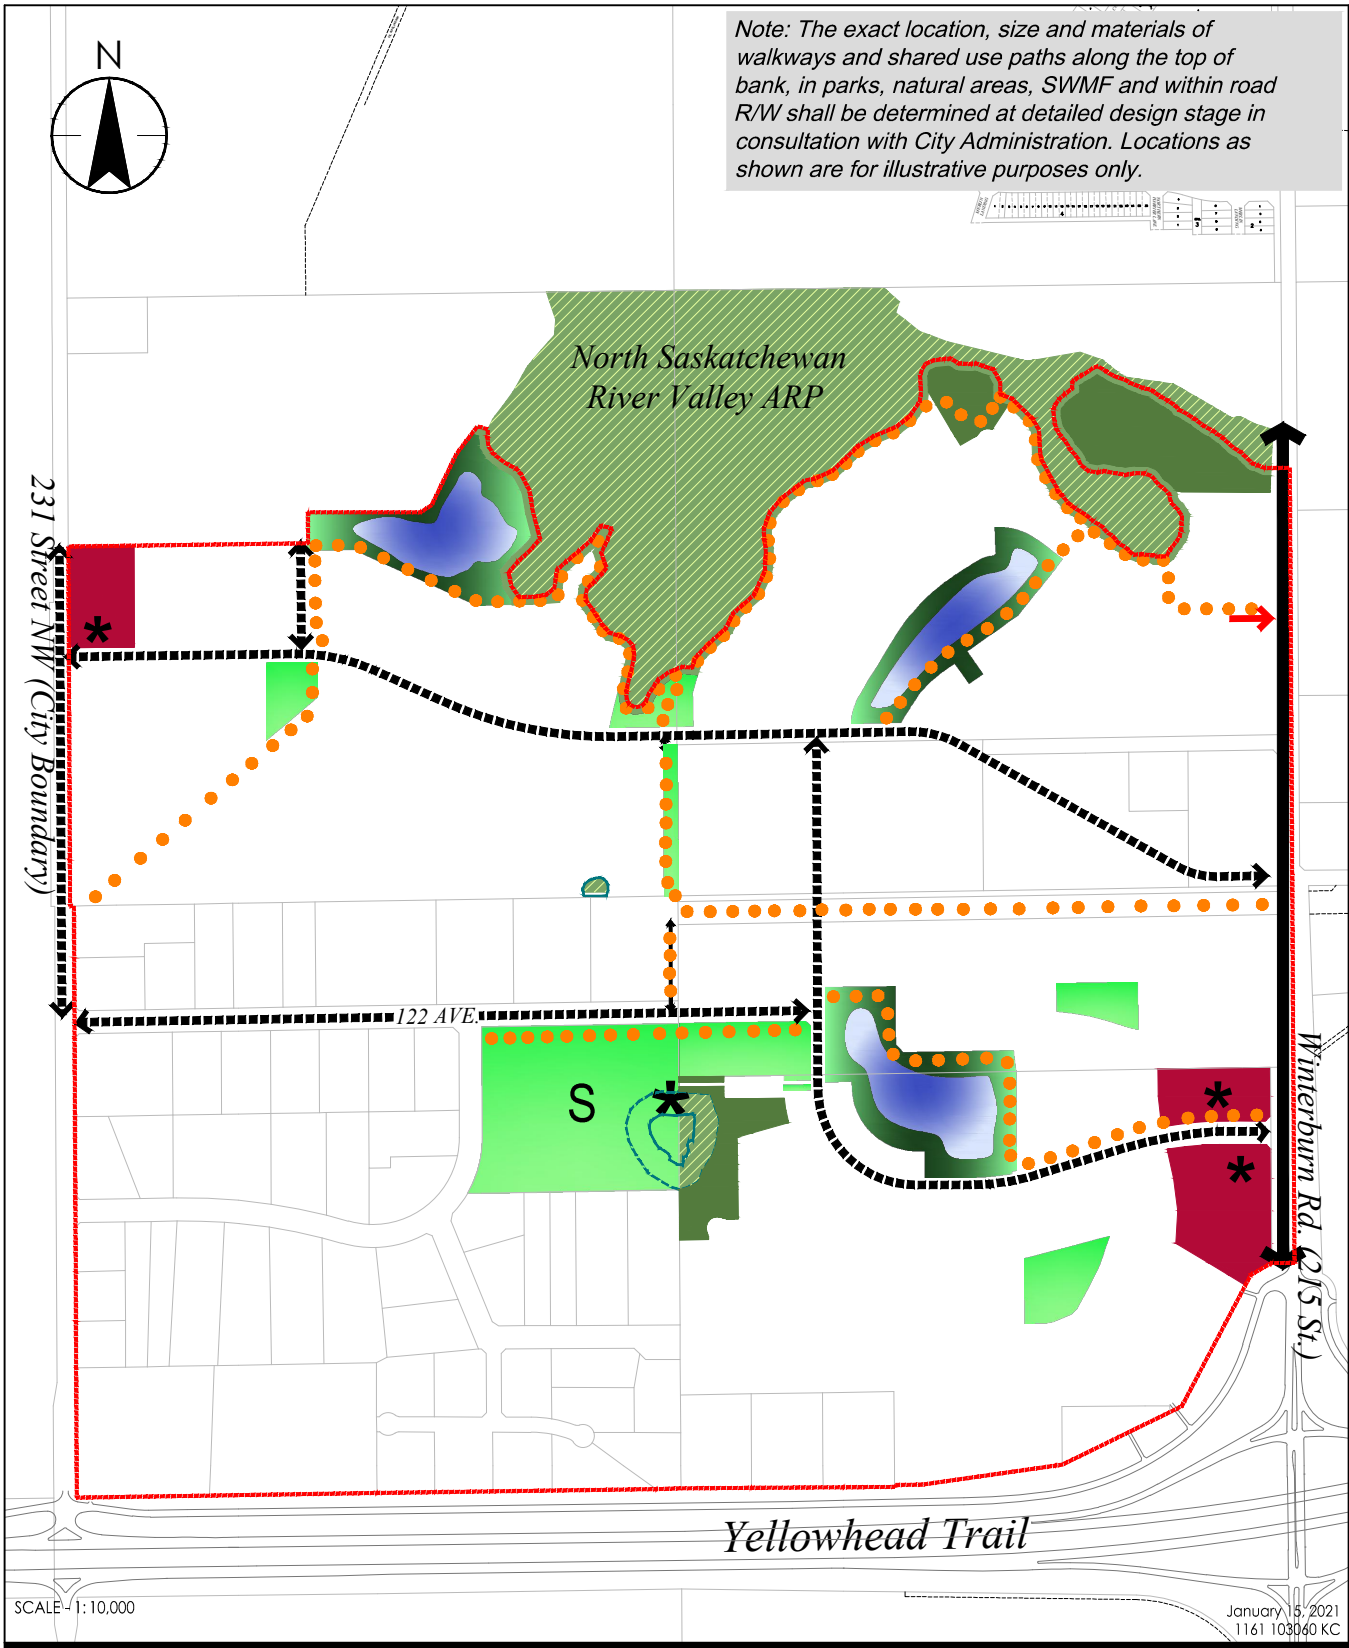 Note: The exact location, size and materials of
walkways and shared use paths along the top of
bank, in parks, natural areas, SWMF and within road
R/W shall be determined at detailed design stage in
consultation with City Administration. Locations as
shown are for illustrative purposes only.
N
4
3
2
North Saskatchewan
River Valley ARP
231 Street NW (City Boundary)
*
122 AVE.
S
*
*
*
Winterburn Rd. (215 St.)
Yellowhead Trail
SCALE - 1:10,000
January 15, 2021
1161 103060 KC